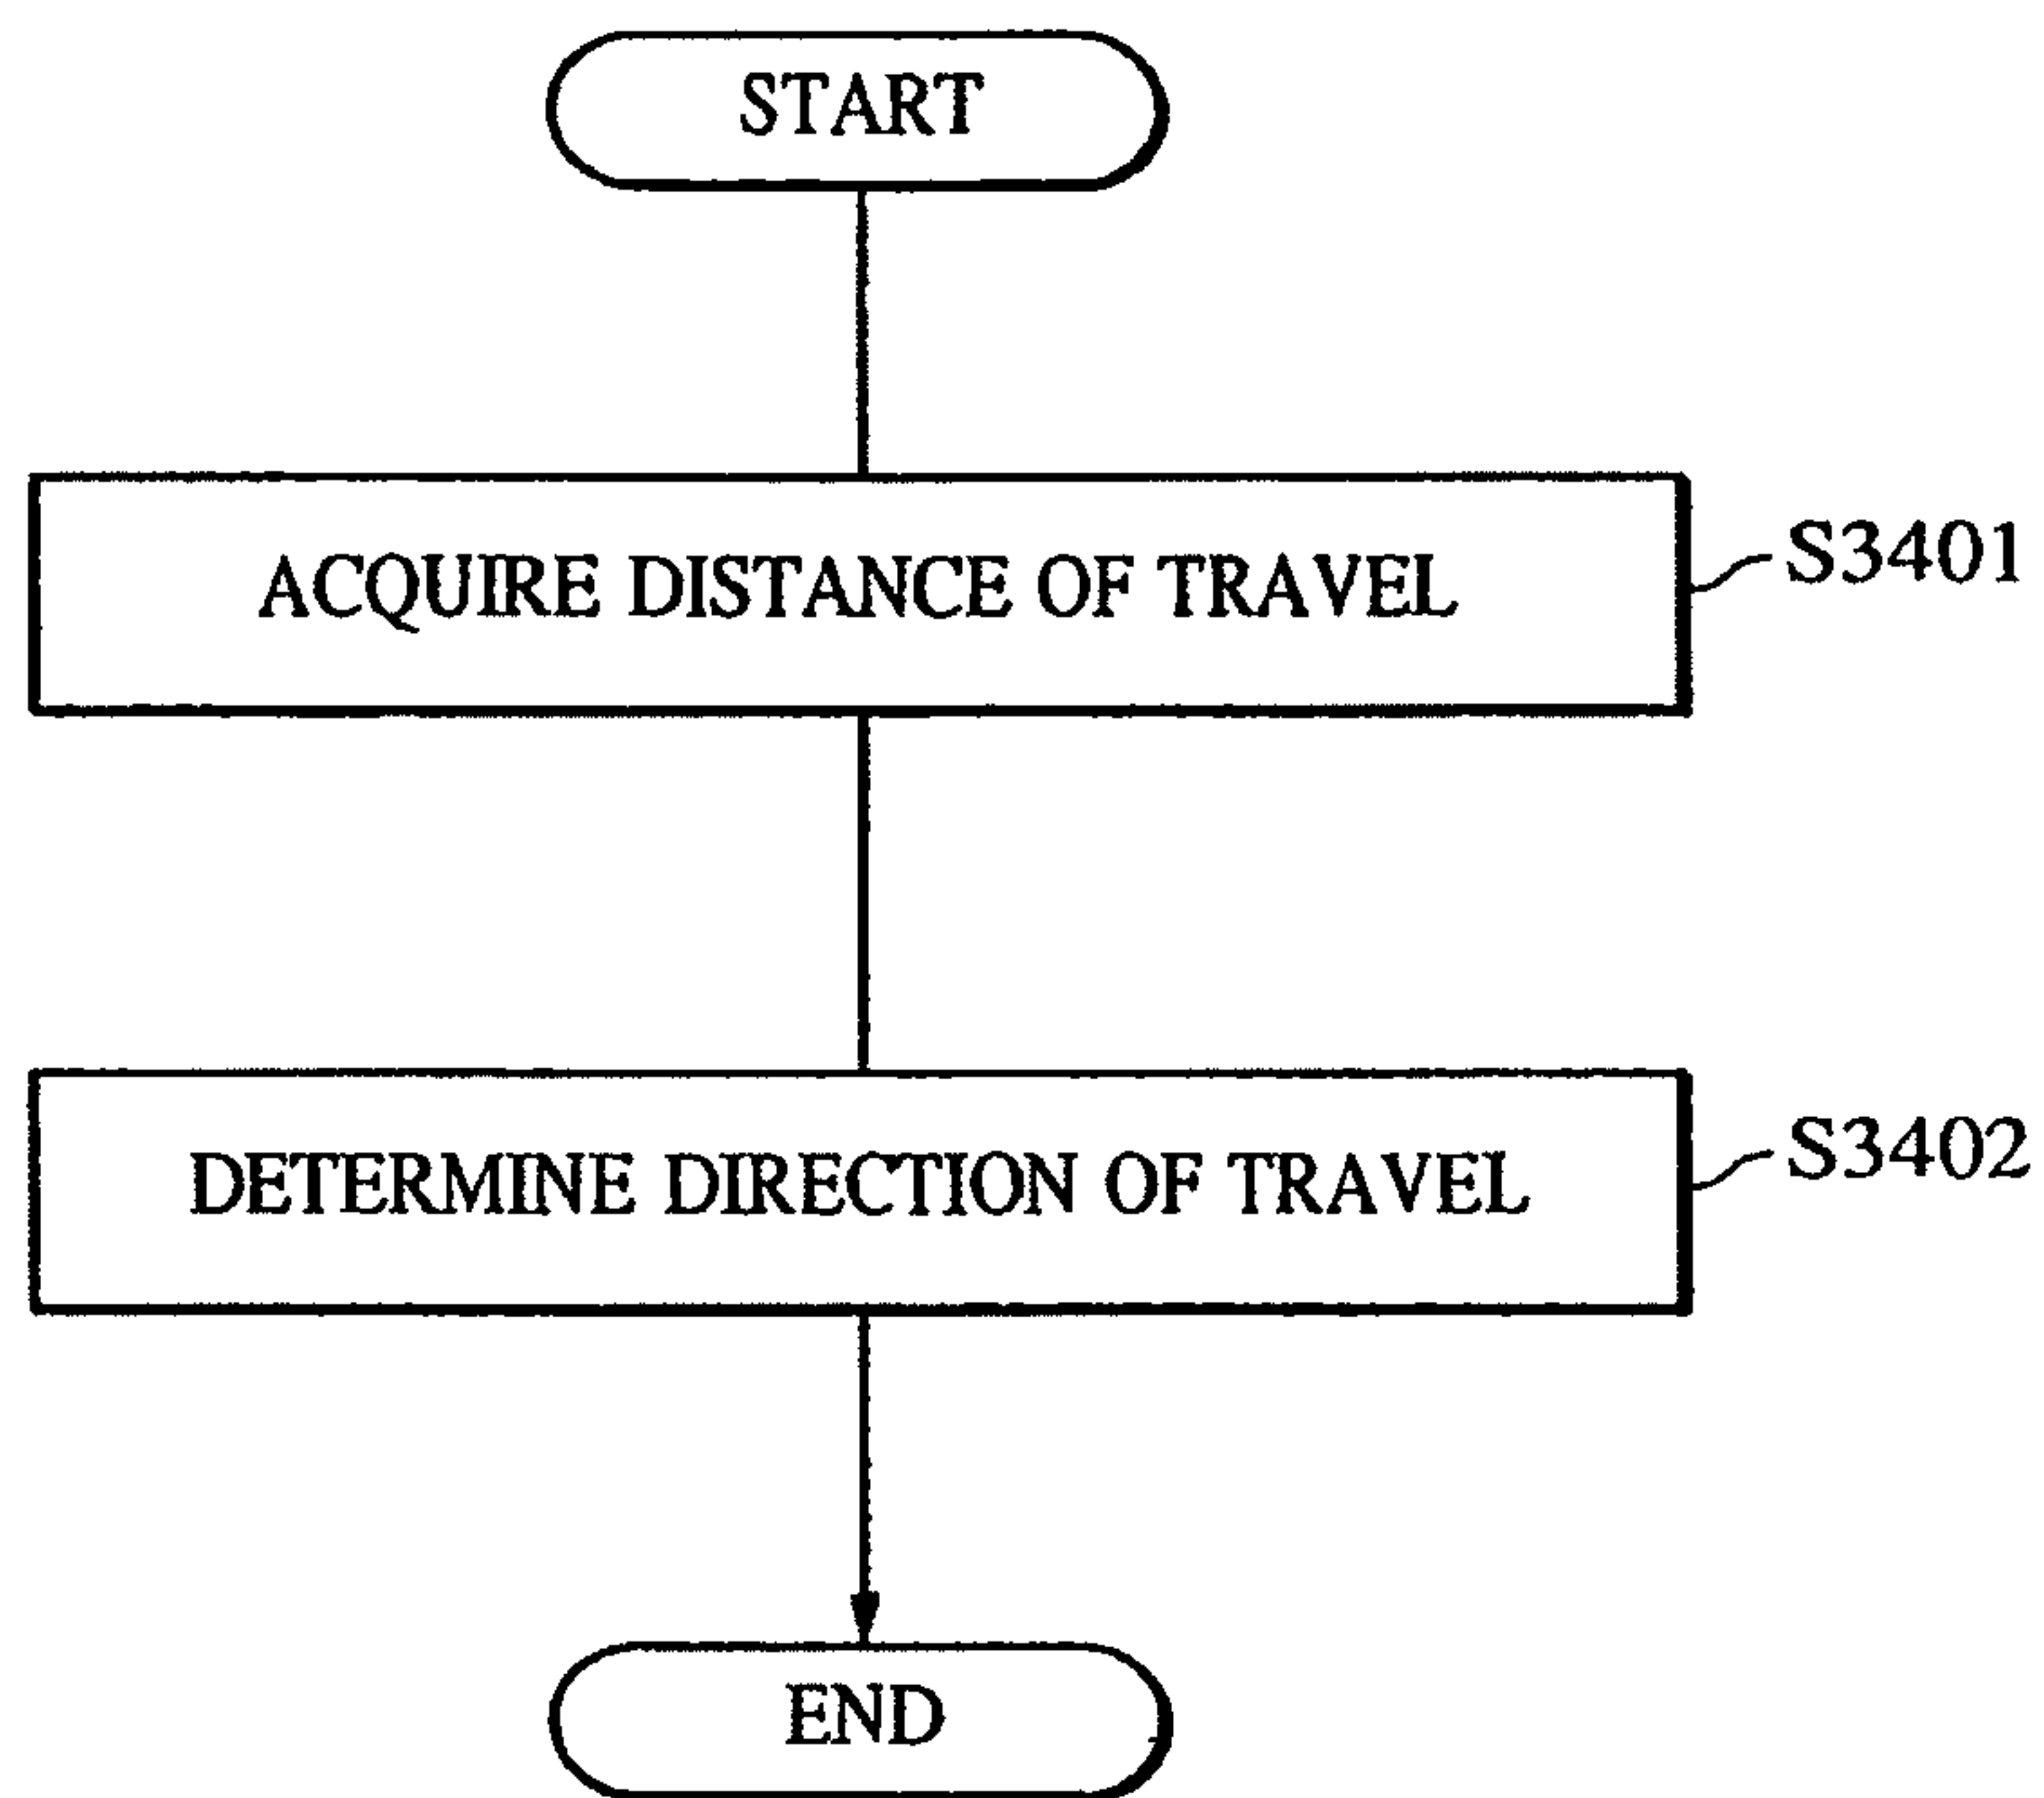 START
ACQUIRE DISTANCE OF TRAVEL
S3401
DETERMINE DIRECTION OF TRAVEL
S3402
END